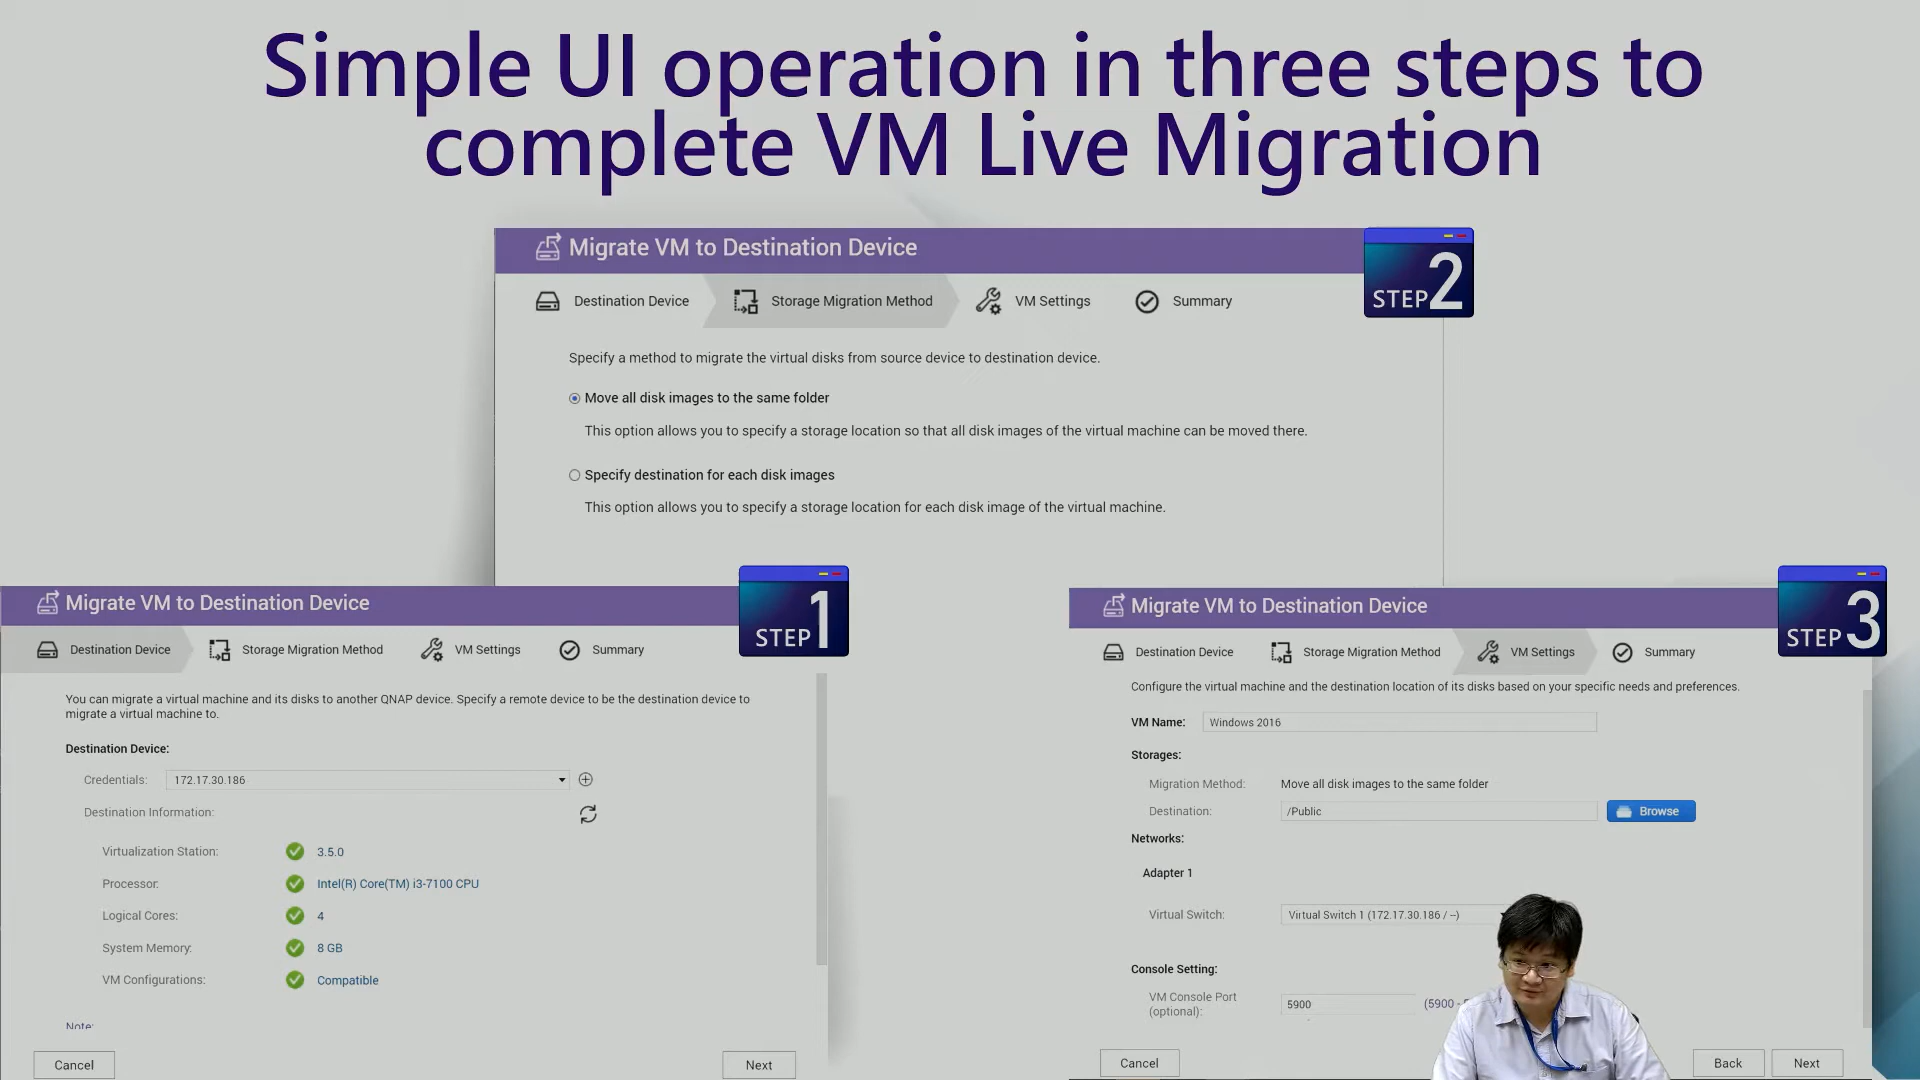 Simple UI operation in three steps to
complete VM Live Migration
Migrate VM to Destination Device
STEP 2
Destination Device
Storage Migration Method
VM Settings
Summary
Specify a method to migrate the virtual disks from source device to destination device.
Move all disk images to the same folder
This option allows you to specify a storage location so that all disk images of the virtual machine can be moved there.
Specify destination for each disk images
This option allows you to specify a storage location for each disk image of the virtual machine.
Migrate VM to Destination Device
STEP 1
Destination Device
Storage Migration Method
VM Settings
Summary
You can migrate a virtual machine and its disks to another QNAP device. Specify a remote device to be the destination device to
migrate a virtual machine to.
Destination Device:
Credentials: 172.17.30.186
Destination Information:
Virtualization Station: 3.5.0
Processor: Intel(R) Core(TM) i3-7100 CPU
Logical Cores: 4
System Memory: 8 GB
VM Configurations: Compatible
Note:
Cancel
Next
Migrate VM to Destination Device
STEP 3
Destination Device
Storage Migration Method
VM Settings
Summary
Configure the virtual machine and the destination location of its disks based on your specific needs and preferences.
VM Name: Windows 2016
Storages:
Migration Method: Move all disk images to the same folder
Destination: /Public Browse
Networks:
Adapter 1
Virtual Switch: Virtual Switch 1 (172.17.30.186 / --)
Console Setting:
VM Console Port
(optional):
5900 (5900 -
Cancel
Back
Next